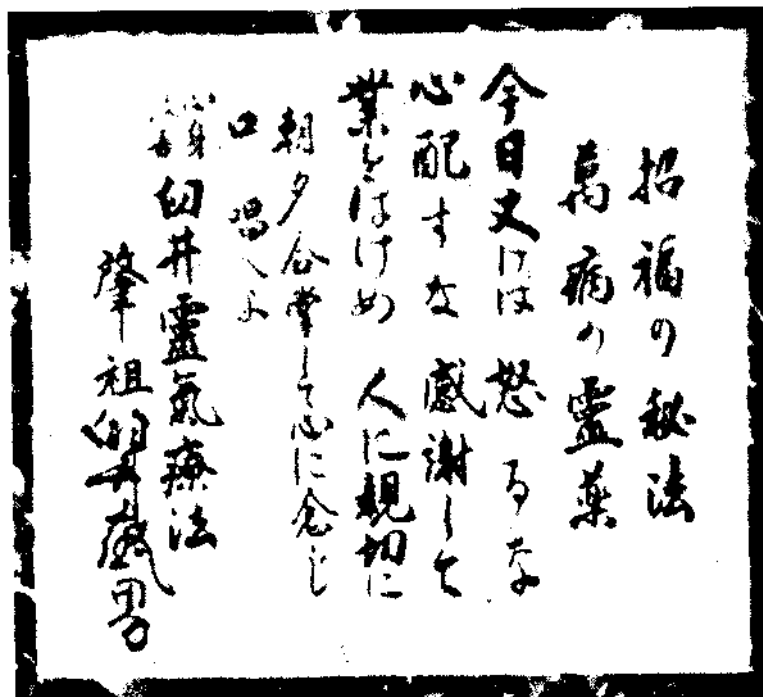 招福の秘法
萬病の靈薬
今日丈けは 怒るな
心配すな 感謝して
業をはけめ 人に親切に
朝夕合掌して心に念じ
口唱へよ
心身改善 臼井靈氣療法
肇祖 臼井甕男